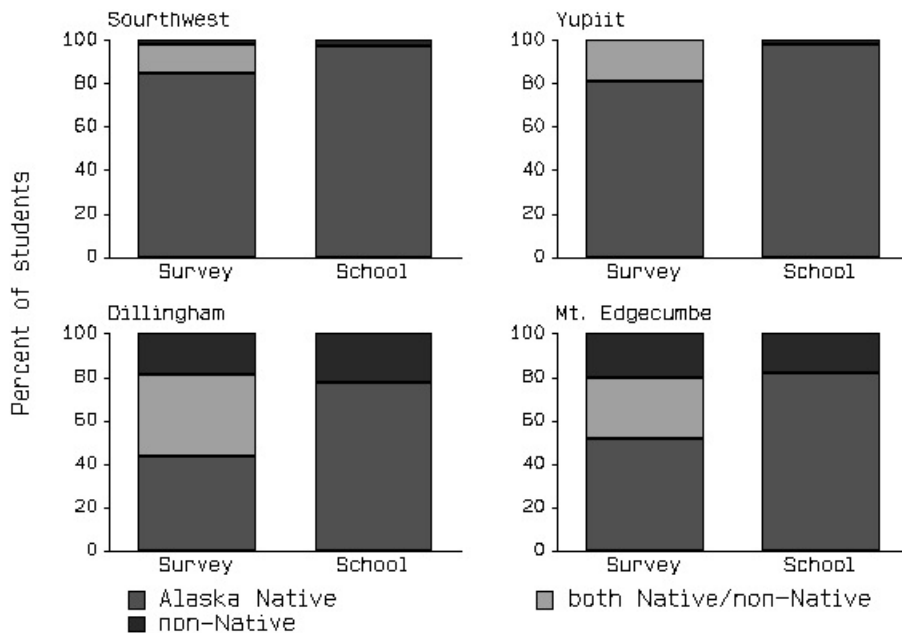 Sourthwest
100
80
60
40
20
0
Survey School
Yupiit
100
80
60
40
20
0
Survey School
Percent of students
Dillingham
100
80
60
40
20
0
Survey School
Mt. Edgecumbe
100
80
60
40
20
0
Survey School
Alaska Native
non-Native
both Native/non-Native